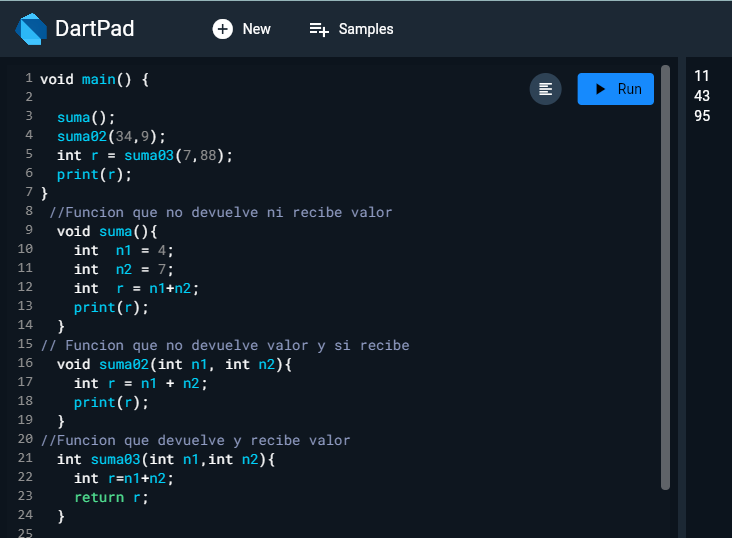 DartPad New Samples
Run
1 void main() {
2
3 suma();
4 suma02(34,9);
5 int r = suma03(7,88);
6 print(r);
7 }
8 //Funcion que no devuelve ni recibe valor
9 void suma(){
10 int n1 = 4;
11 int n2 = 7;
12 int r = n1+n2;
13 print(r);
14 }
15 // Funcion que no devuelve valor y si recibe
16 void suma02(int n1, int n2){
17 int r = n1 + n2;
18 print(r);
19 }
20 //Funcion que devuelve y recibe valor
21 int suma03(int n1,int n2){
22 int r=n1+n2;
23 return r;
24 }
25
11
43
95